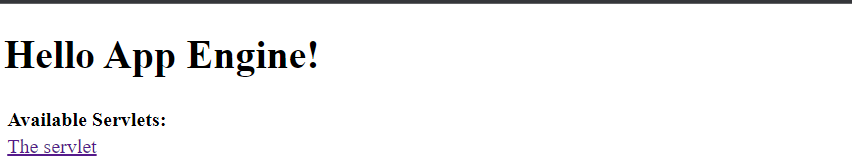 Hello App Engine!
Available Servlets:
The servlet